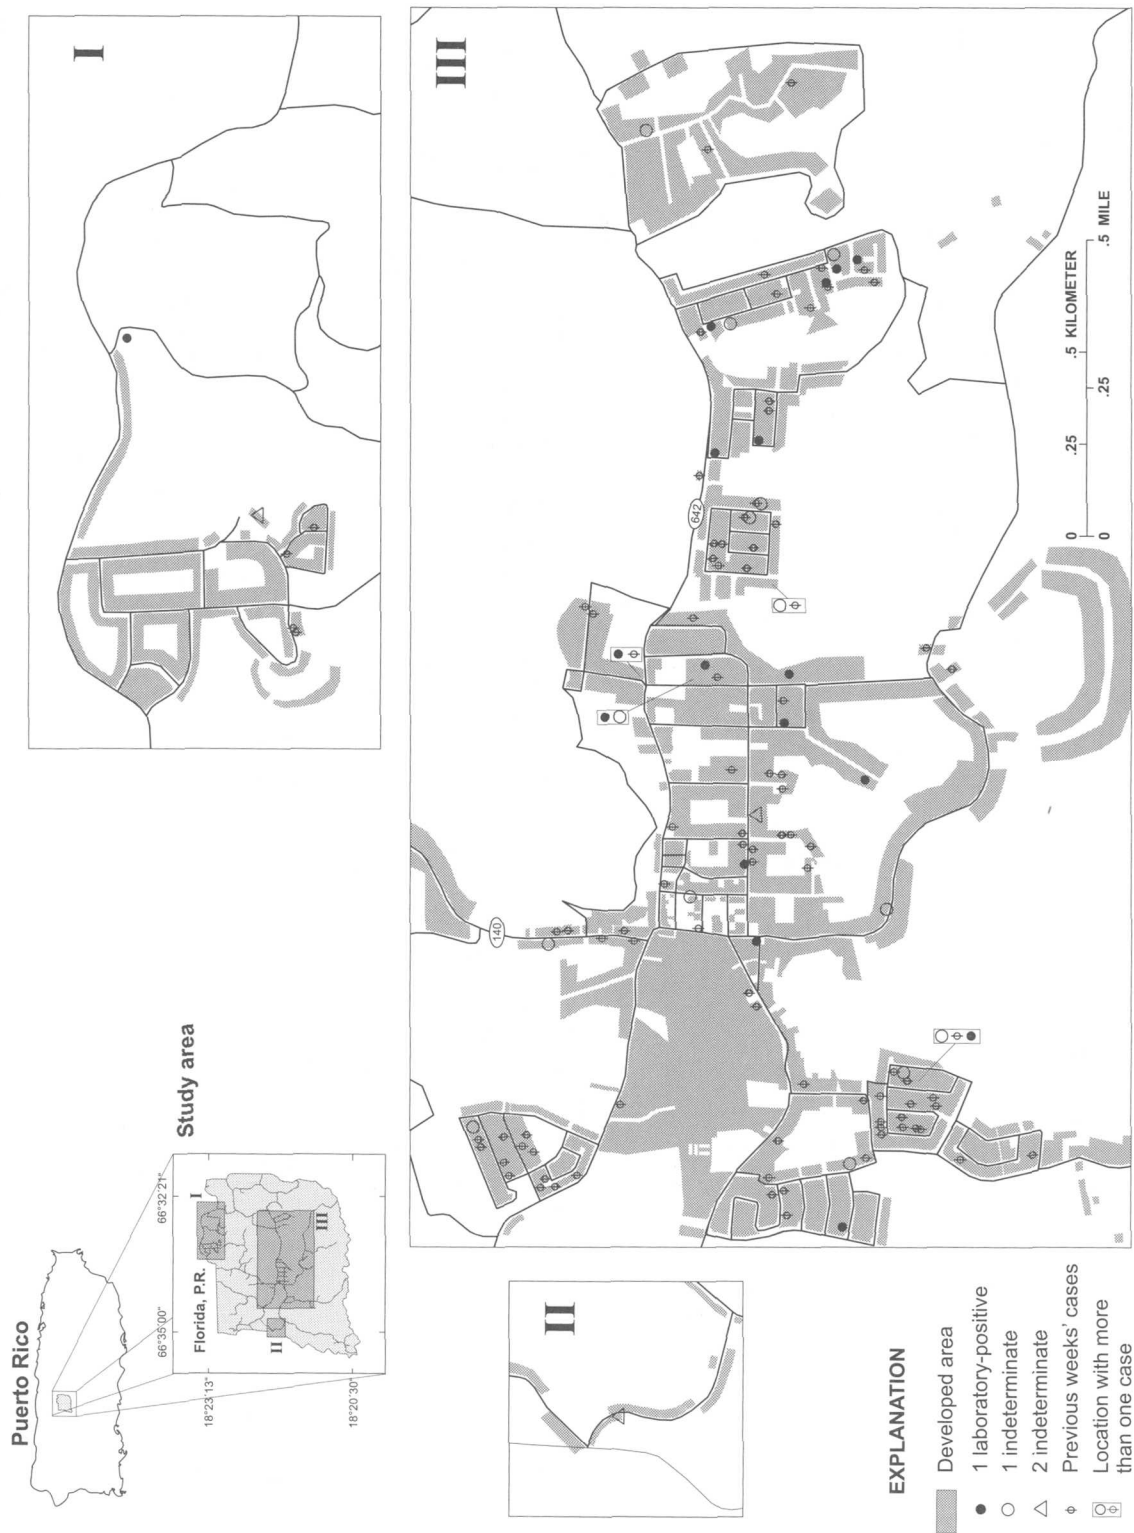 Puerto Rico
Study area
66°35'00"
66°32'21"
18°23'13"
18°20'30"
Florida, P.R.
I
II
III
I
II
III
140
642
0 .25 .5 KILOMETER
0 .25 .5 MILE
EXPLANATION
Developed area
1 laboratory-positive
1 indeterminate
2 indeterminate
Previous weeks' cases
Location with more
than one case